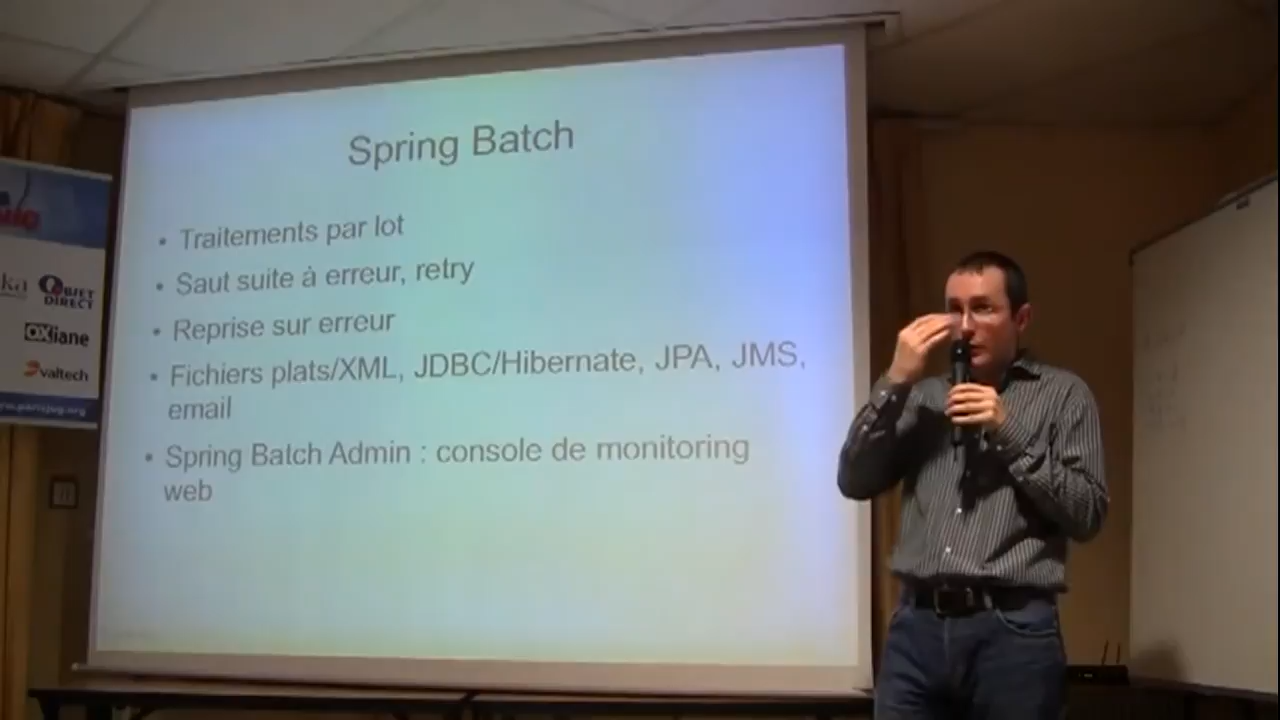 Spring Batch
• Traitements par lot
• Saut suite à erreur, retry
• Reprise sur erreur
• Fichiers plats/XML, JDBC/Hibernate, JPA, JMS,
email
• Spring Batch Admin : console de monitoring
web
OBJET
DIRECT
OXiane
valtech